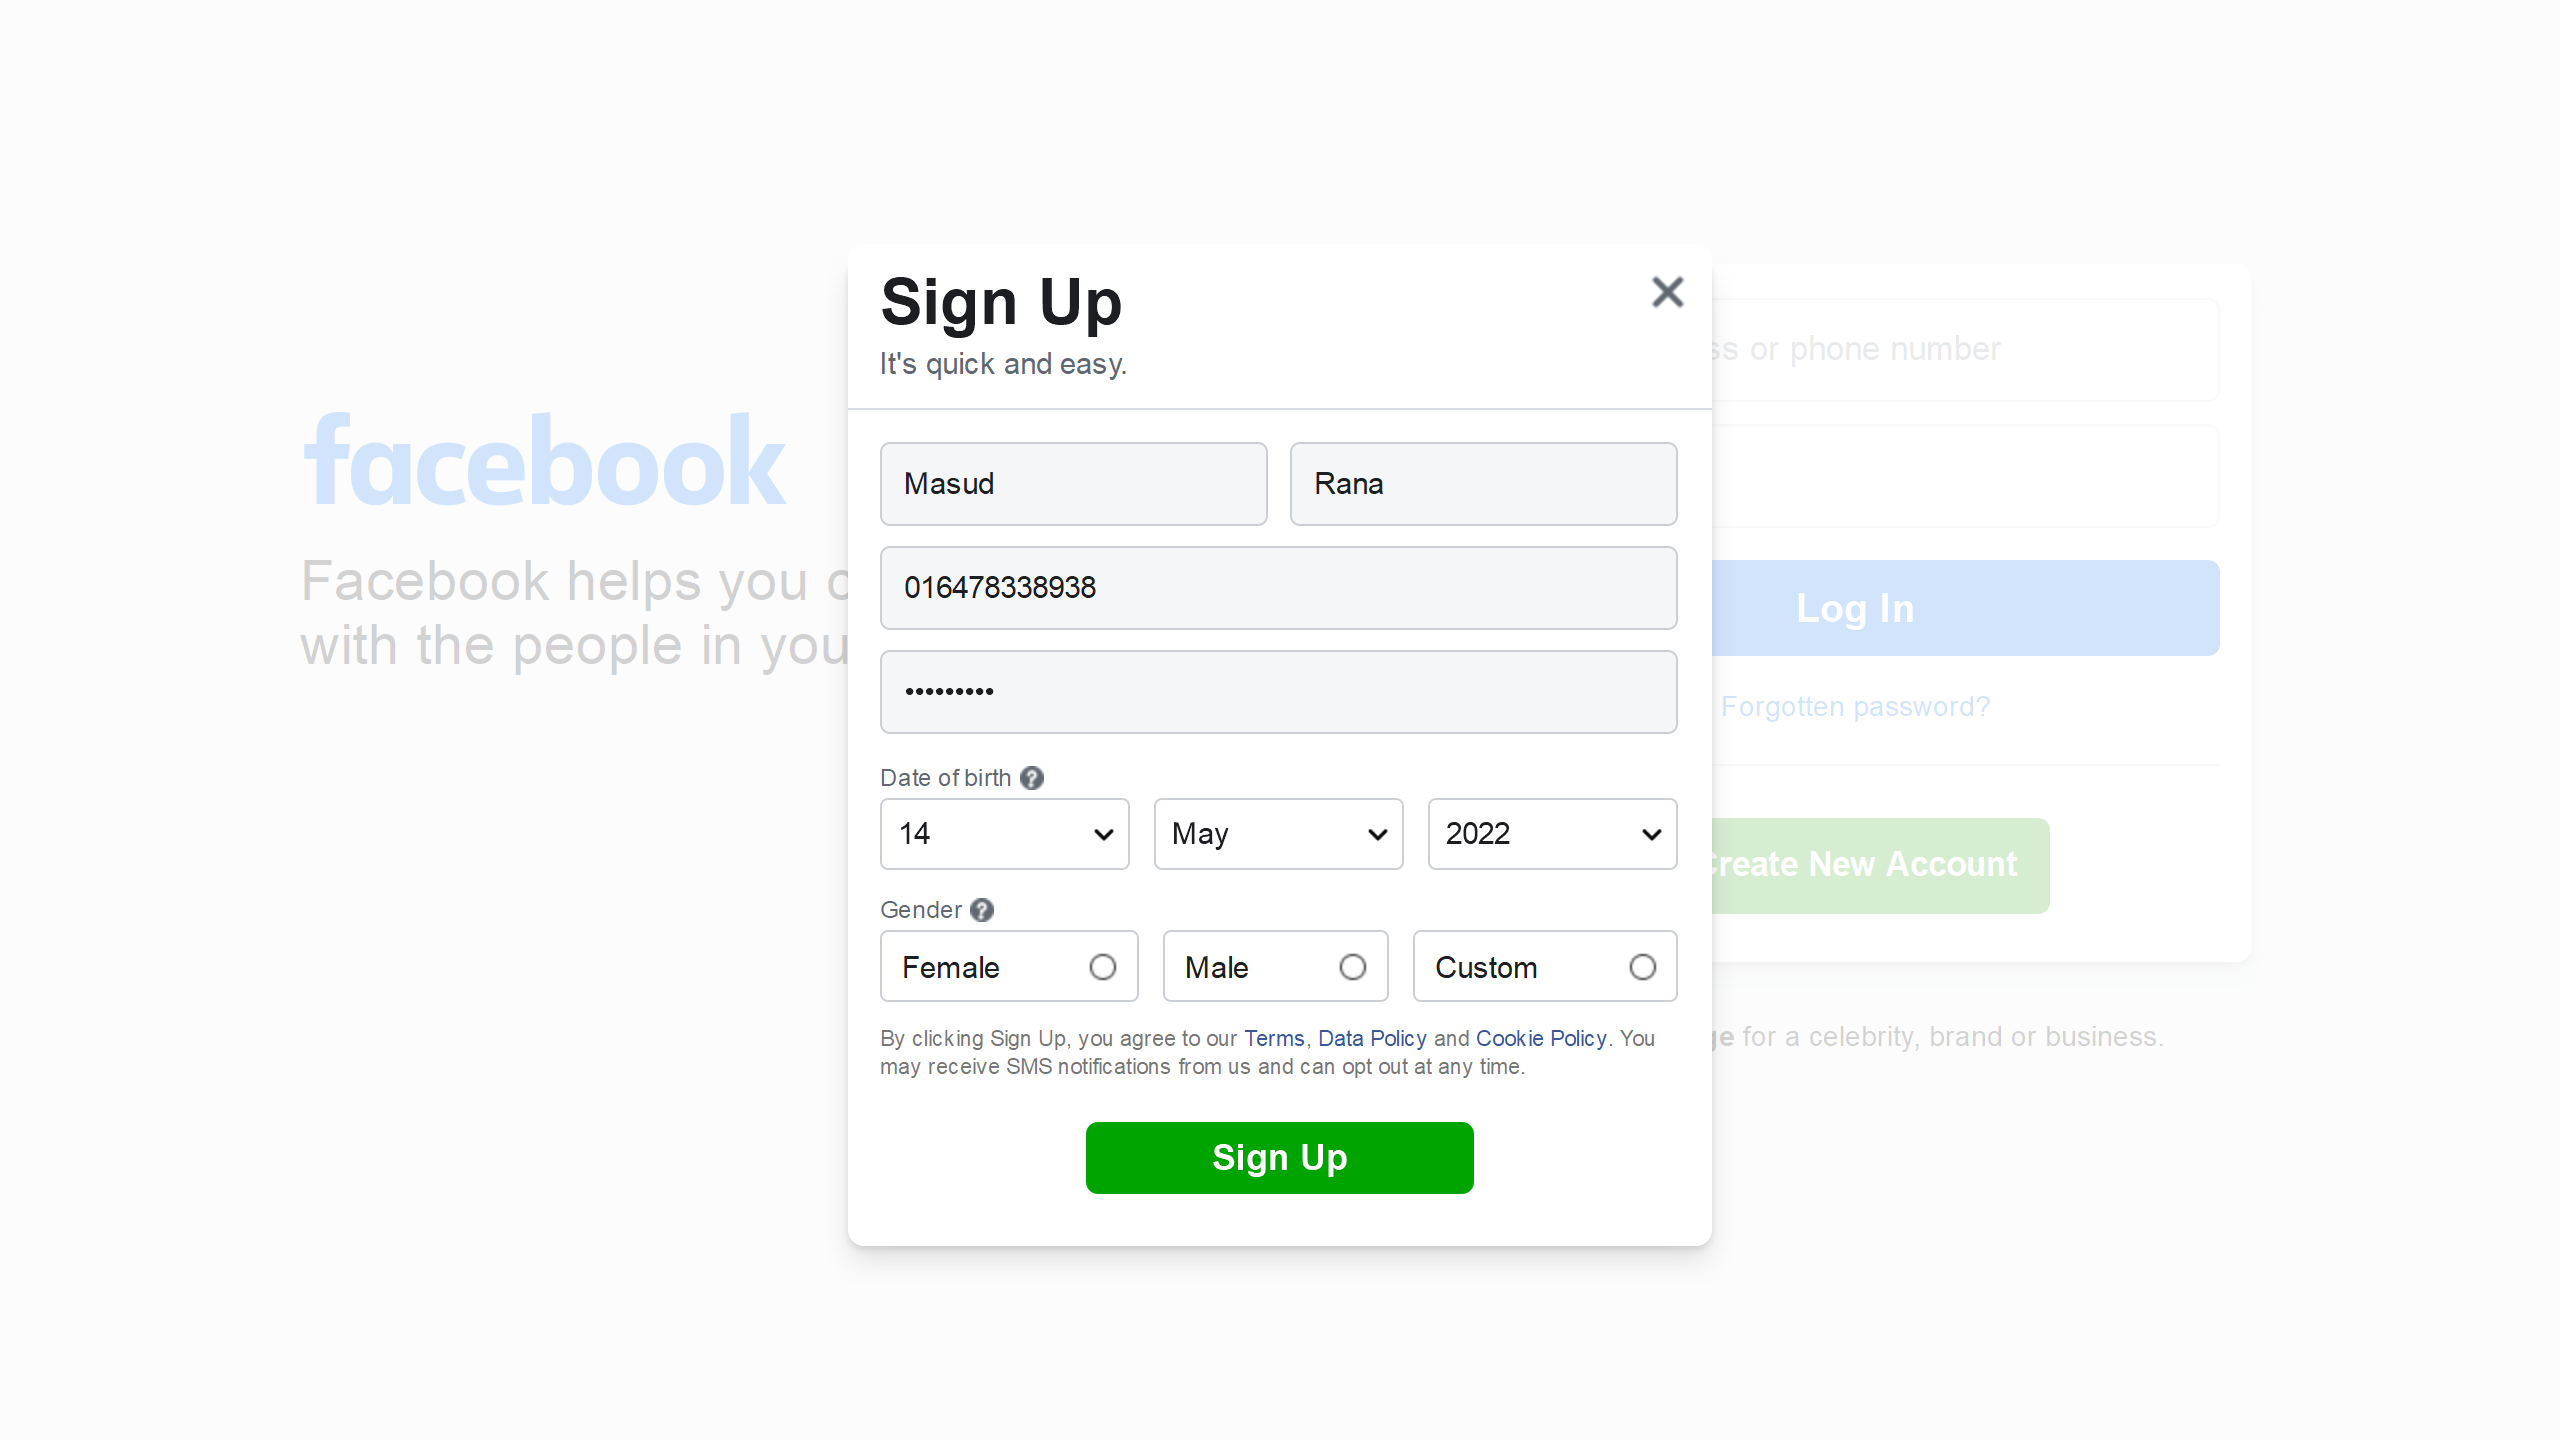 Sign Up
It's quick and easy.
facebook
Facebook helps you
with the people in you
Masud
Rana
016478338938
•••••••••
Date of birth ?
14
May
2022
Gender ?
Female
Male
Custom
By clicking Sign Up, you agree to our Terms, Data Policy and Cookie Policy. You
may receive SMS notifications from us and can opt out at any time.
Sign Up
or phone number
Log In
Forgotten password?
Create New Account
for a celebrity, brand or business.